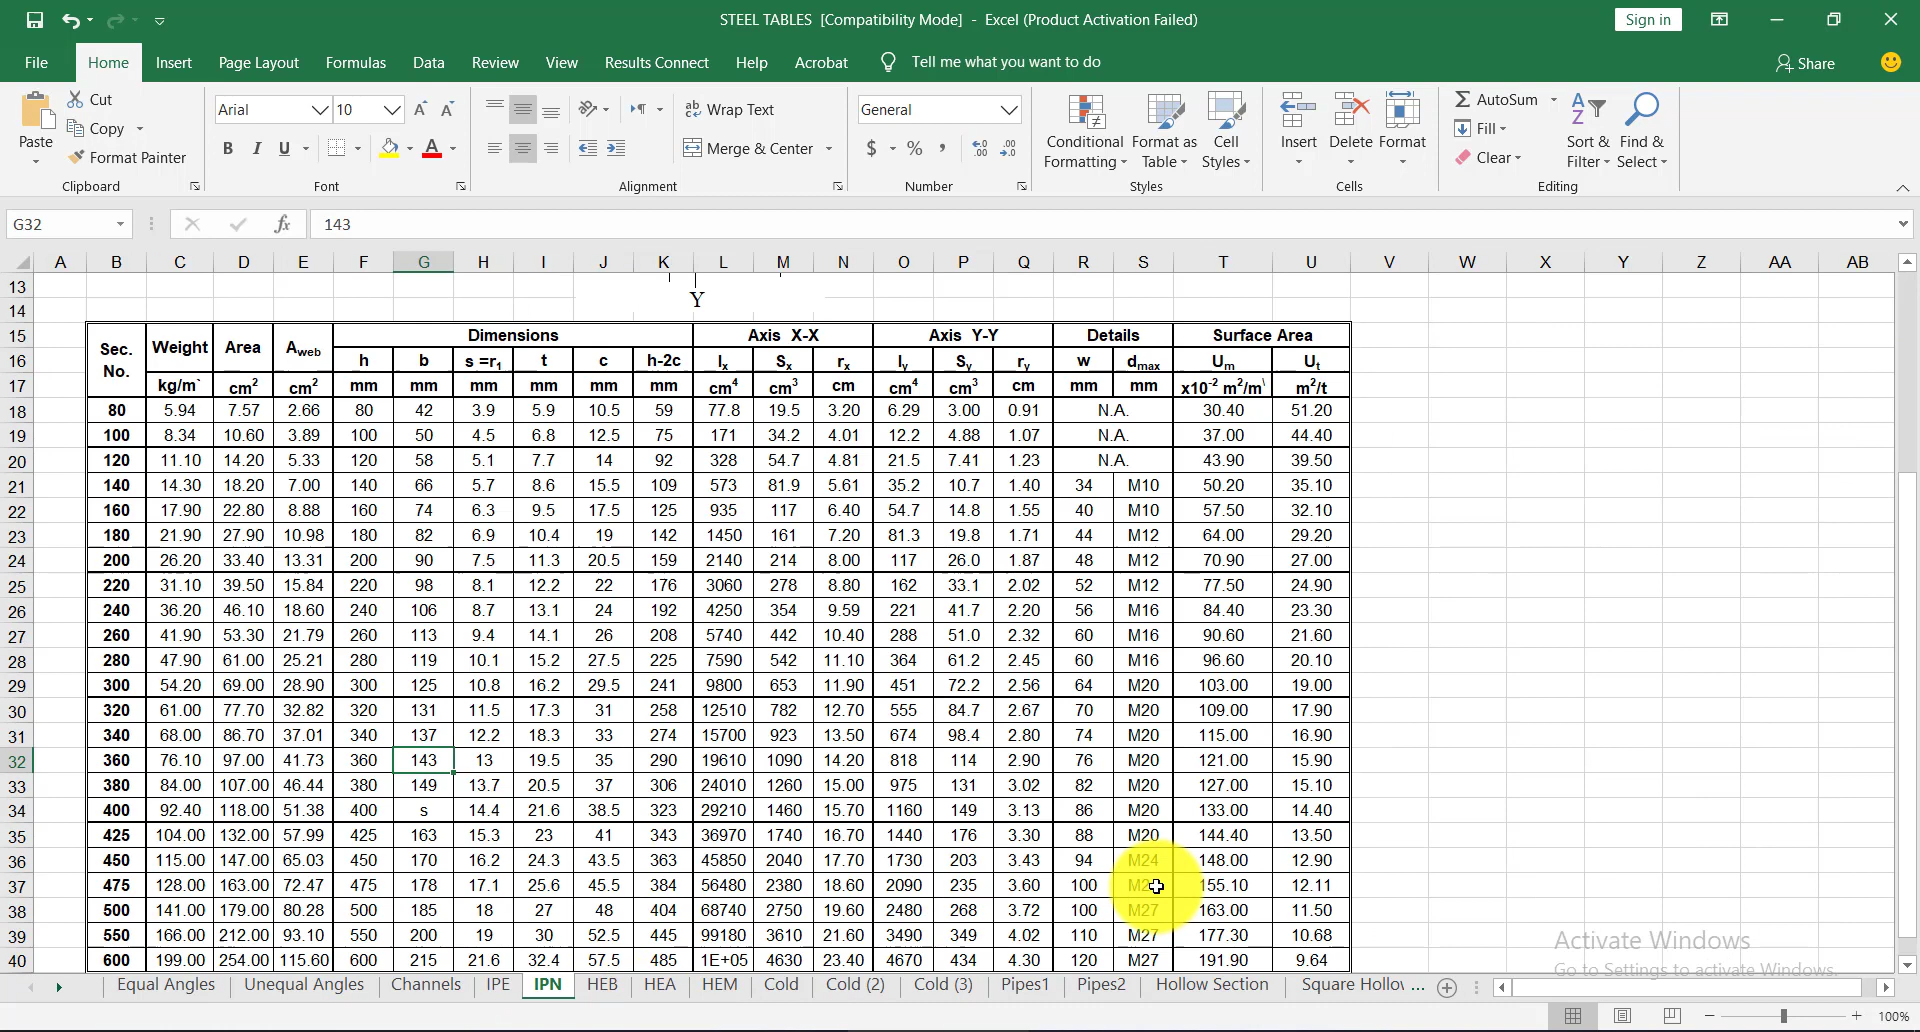 STEEL TABLES [Compatibility Mode] - Excel (Product Activation Failed)
Sign in
File Home Insert Page Layout Formulas Data Review View Results Connect Help Acrobat Tell me what you want to do Share
Paste
Cut
Copy
Format Painter
Clipboard
Arial 10
B I U
Font
Wrap Text
Merge & Center
Alignment
General
$ % ,
Number
Conditional Formatting
Format as Table
Cell Styles
Styles
Insert Delete Format
Cells
AutoSum
Fill
Clear
Sort & Filter
Find & Select
Editing
G32 fx 143
A B C D E F G H I J K L M N O P Q R S T U V W X Y Z AA AB
13 Y
14
15 Sec. No. Weight Area Aweb Dimensions Axis X-X Axis Y-Y Details Surface Area
16 h b s =r1 t c h-2c Ix Sx rx Iy Sy ry w dmax Um Ut
17 kg/m` cm² cm² mm mm mm mm mm mm cm⁴ cm³ cm cm⁴ cm³ cm mm mm x10⁻² m²/m\ m²/t
18 80 5.94 7.57 2.66 80 42 3.9 5.9 10.5 59 77.8 19.5 3.20 6.29 3.00 0.91 N.A. 30.40 51.20
19 100 8.34 10.60 3.89 100 50 4.5 6.8 12.5 75 171 34.2 4.01 12.2 4.88 1.07 N.A. 37.00 44.40
20 120 11.10 14.20 5.33 120 58 5.1 7.7 14 92 328 54.7 4.81 21.5 7.41 1.23 N.A. 43.90 39.50
21 140 14.30 18.20 7.00 140 66 5.7 8.6 15.5 109 573 81.9 5.61 35.2 10.7 1.40 34 M10 50.20 35.10
22 160 17.90 22.80 8.88 160 74 6.3 9.5 17.5 125 935 117 6.40 54.7 14.8 1.55 40 M10 57.50 32.10
23 180 21.90 27.90 10.98 180 82 6.9 10.4 19 142 1450 161 7.20 81.3 19.8 1.71 44 M12 64.00 29.20
24 200 26.20 33.40 13.31 200 90 7.5 11.3 20.5 159 2140 214 8.00 117 26.0 1.87 48 M12 70.90 27.00
25 220 31.10 39.50 15.84 220 98 8.1 12.2 22 176 3060 278 8.80 162 33.1 2.02 52 M12 77.50 24.90
26 240 36.20 46.10 18.60 240 106 8.7 13.1 24 192 4250 354 9.59 221 41.7 2.20 56 M16 84.40 23.30
27 260 41.90 53.30 21.79 260 113 9.4 14.1 26 208 5740 442 10.40 288 51.0 2.32 60 M16 90.60 21.60
28 280 47.90 61.00 25.21 280 119 10.1 15.2 27.5 225 7590 542 11.10 364 61.2 2.45 60 M16 96.60 20.10
29 300 54.20 69.00 28.90 300 125 10.8 16.2 29.5 241 9800 653 11.90 451 72.2 2.56 64 M20 103.00 19.00
30 320 61.00 77.70 32.82 320 131 11.5 17.3 31 258 12510 782 12.70 555 84.7 2.67 70 M20 109.00 17.90
31 340 68.00 86.70 37.01 340 137 12.2 18.3 33 274 15700 923 13.50 674 98.4 2.80 74 M20 115.00 16.90
32 360 76.10 97.00 41.73 360 143 13 19.5 35 290 19610 1090 14.20 818 114 2.90 76 M20 121.00 15.90
33 380 84.00 107.00 46.44 380 149 13.7 20.5 37 306 24010 1260 15.00 975 131 3.02 82 M20 127.00 15.10
34 400 92.40 118.00 51.38 400 s 14.4 21.6 38.5 323 29210 1460 15.70 1160 149 3.13 86 M20 133.00 14.40
35 425 104.00 132.00 57.99 425 163 15.3 23 41 343 36970 1740 16.70 1440 176 3.30 88 M20 144.40 13.50
36 450 115.00 147.00 65.03 450 170 16.2 24.3 43.5 363 45850 2040 17.70 1730 203 3.43 94 M24 148.00 12.90
37 475 128.00 163.00 72.47 475 178 17.1 25.6 45.5 384 56480 2380 18.60 2090 235 3.60 100 155.10 12.11
38 500 141.00 179.00 80.28 500 185 18 27 48 404 68740 2750 19.60 2480 268 3.72 100 M27 163.00 11.50
39 550 166.00 212.00 93.10 550 200 19 30 52.5 445 99180 3610 21.60 3490 349 4.02 110 M27 177.30 10.68
40 600 199.00 254.00 115.60 600 215 21.6 32.4 57.5 485 1E+05 4630 23.40 4670 434 4.30 120 M27 191.90 9.64
Activate Windows
Go to Settings to activate Windows.
Equal Angles Unequal Angles Channels IPE IPN HEB HEA HEM Cold Cold (2) Cold (3) Pipes1 Pipes2 Hollow Section Square Hollow ...
100%